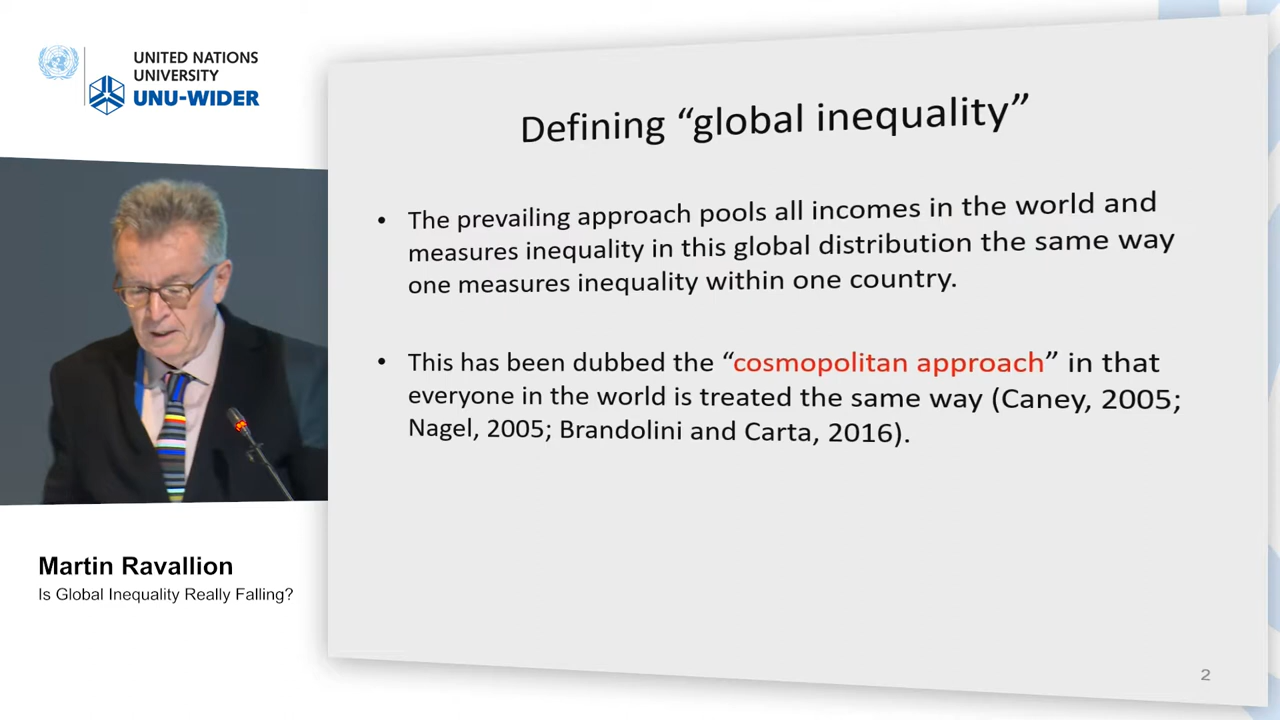 UNITED NATIONS
UNIVERSITY
UNU-WIDER
Defining “global inequality”
• The prevailing approach pools all incomes in the world and
measures inequality in this global distribution the same way
one measures inequality within one country.
• This has been dubbed the “cosmopolitan approach” in that
everyone in the world is treated the same way (Caney, 2005;
Nagel, 2005; Brandolini and Carta, 2016).
Martin Ravallion
Is Global Inequality Really Falling?
2